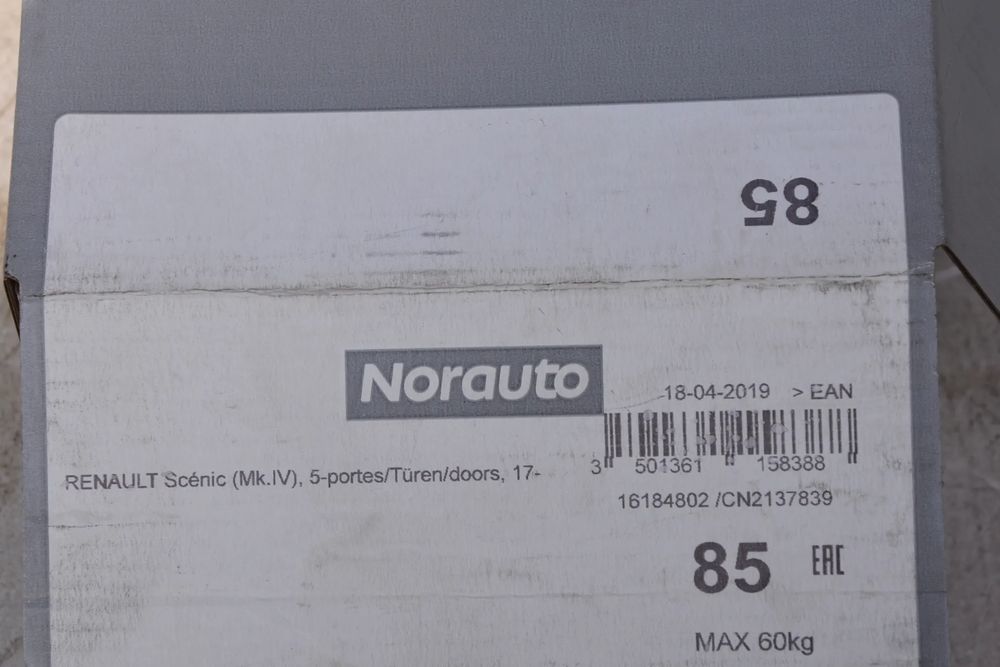 85
Norauto
18-04-2019 > EAN
3 501361 158388
RENAULT Scénic (Mk.IV), 5-portes/Türen/doors, 17-
16184802 /CN2137839
85 EAC
MAX 60kg